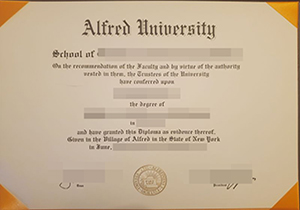 Alfred University
School of
On the recommendation of the Faculty and by virtue of the authority
vested in them, the Trustees of the University
have conferred upon
the degree of
in
and have granted this Diploma as evidence thereof.
Given in the Village of Alfred in the State of New York
in June,